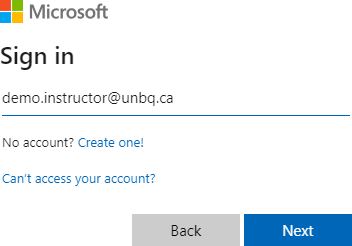 Microsoft
Sign in
demo.instructor@unbq.ca
No account? Create one!
Can't access your account?
Back
Next